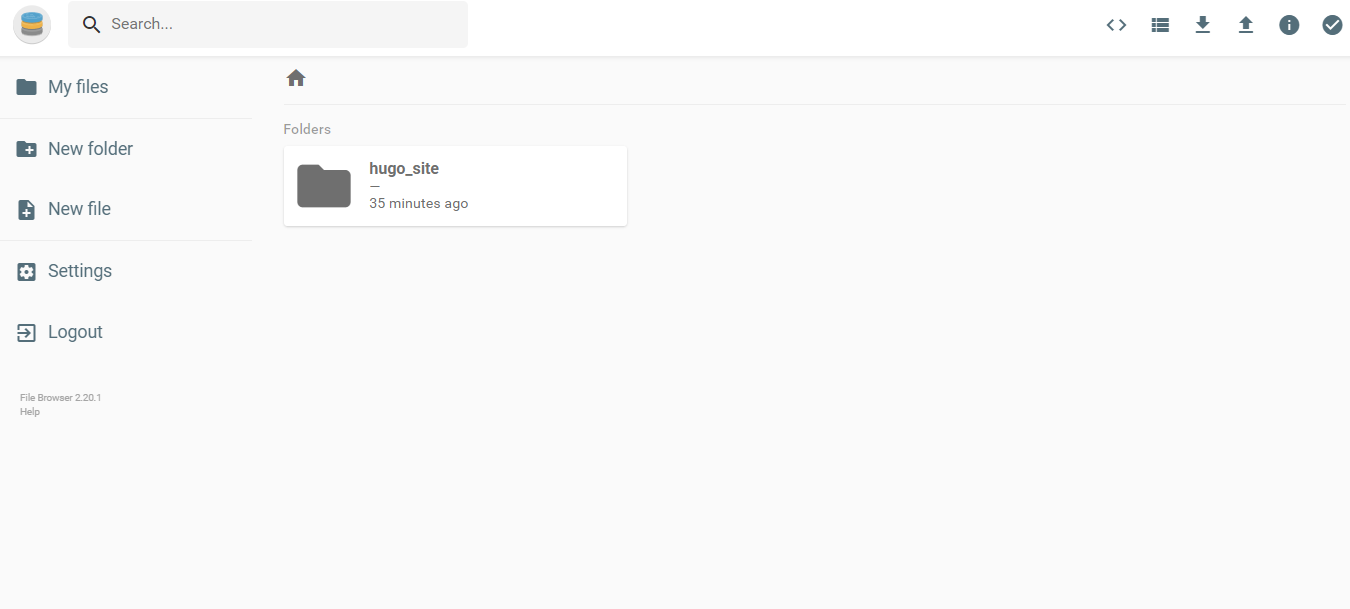 Search...
My files
New folder
New file
Settings
Logout
File Browser 2.20.1
Help
Folders
hugo_site
—
35 minutes ago